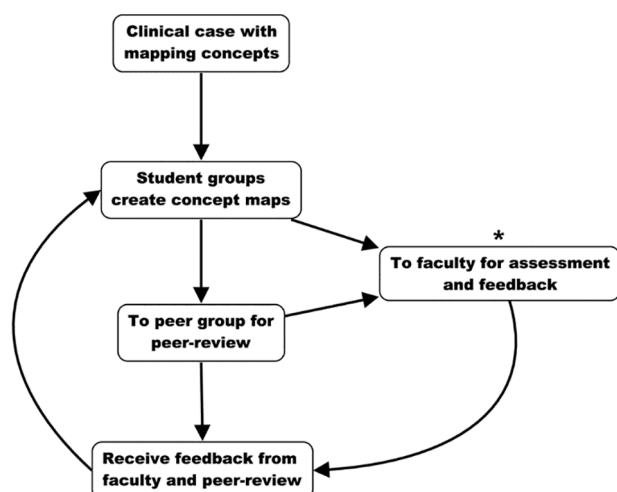 Clinical case with
mapping concepts
Student groups
create concept maps
*
To faculty for assessment
and feedback
To peer group for
peer-review
Receive feedback from
faculty and peer-review